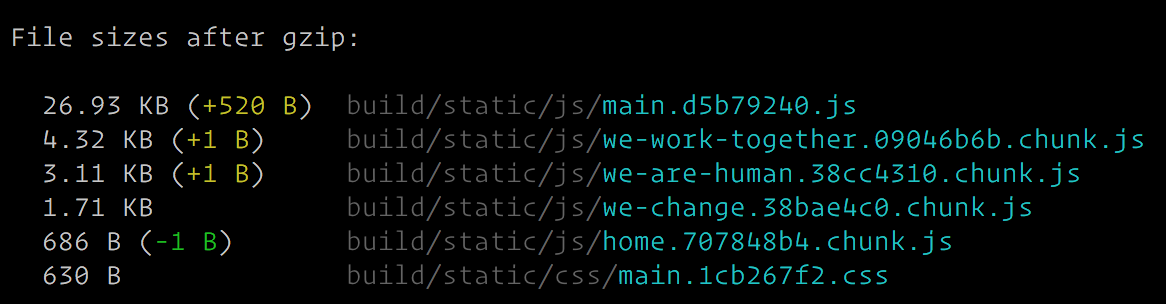 File sizes after gzip:
26.93 KB (+520 B) build/static/js/main.d5b79240.js
4.32 KB (+1 B) build/static/js/we-work-together.09046b6b.chunk.js
3.11 KB (+1 B) build/static/js/we-are-human.38cc4310.chunk.js
1.71 KB build/static/js/we-change.38bae4c0.chunk.js
686 B (-1 B) build/static/js/home.707848b4.chunk.js
630 B build/static/css/main.1cb267f2.css